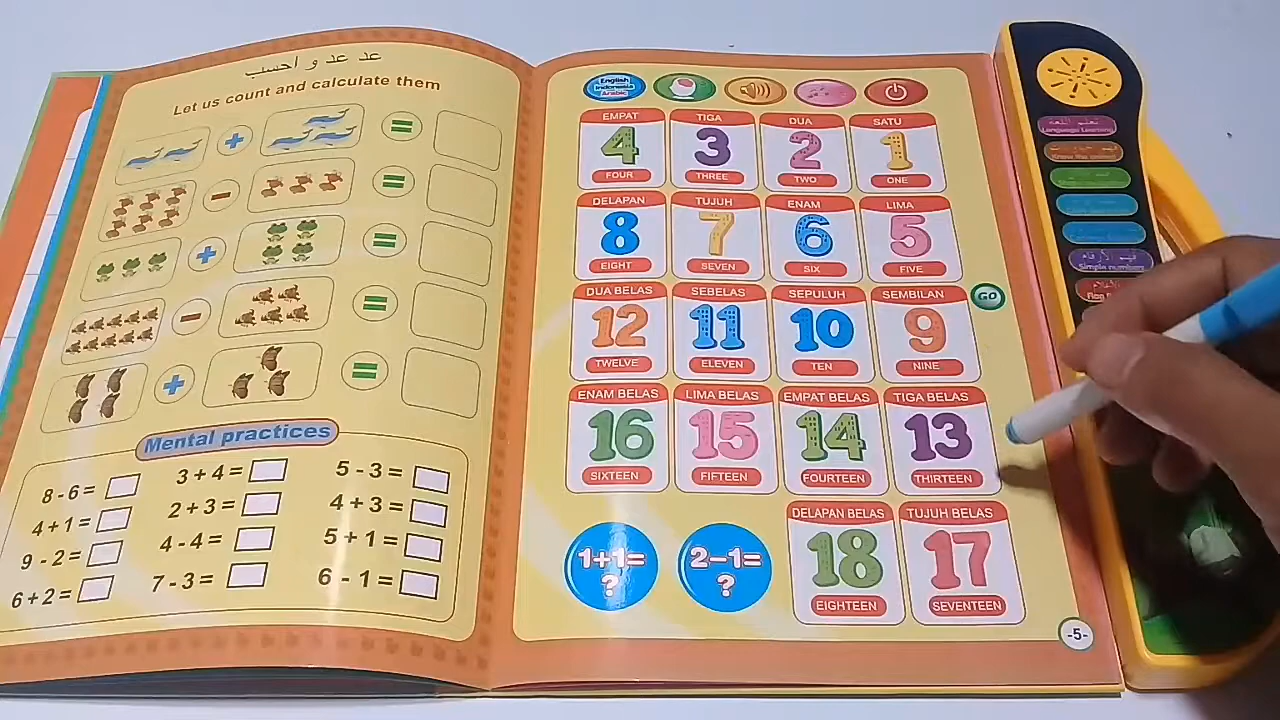 عد عد و احسب
Let us count and calculate them
+ =
- =
+ =
- =
+ =
Mental practices
8 - 6 = 3 + 4 = 5 - 3 =
4 + 1 = 2 + 3 = 4 + 3 =
9 - 2 = 4 - 4 = 5 + 1 =
6 + 2 = 7 - 3 = 6 - 1 =
English
Indonesia
Arabic
EMPAT TIGA DUA SATU
4 3 2 1
FOUR THREE TWO ONE
DELAPAN TUJUH ENAM LIMA
8 7 6 5
EIGHT SEVEN SIX FIVE
DUA BELAS SEBELAS SEPULUH SEMBILAN
GO
12 11 10 9
TWELVE ELEVEN TEN NINE
ENAM BELAS LIMA BELAS EMPAT BELAS TIGA BELAS
16 15 14 13
SIXTEEN FIFTEEN FOURTEEN THIRTEEN
DELAPAN BELAS TUJUH BELAS
1+1=
?
2-1=
?
18 17
EIGHTEEN SEVENTEEN
-5-
تعلم اللغة
Language Learning
Simple numbers